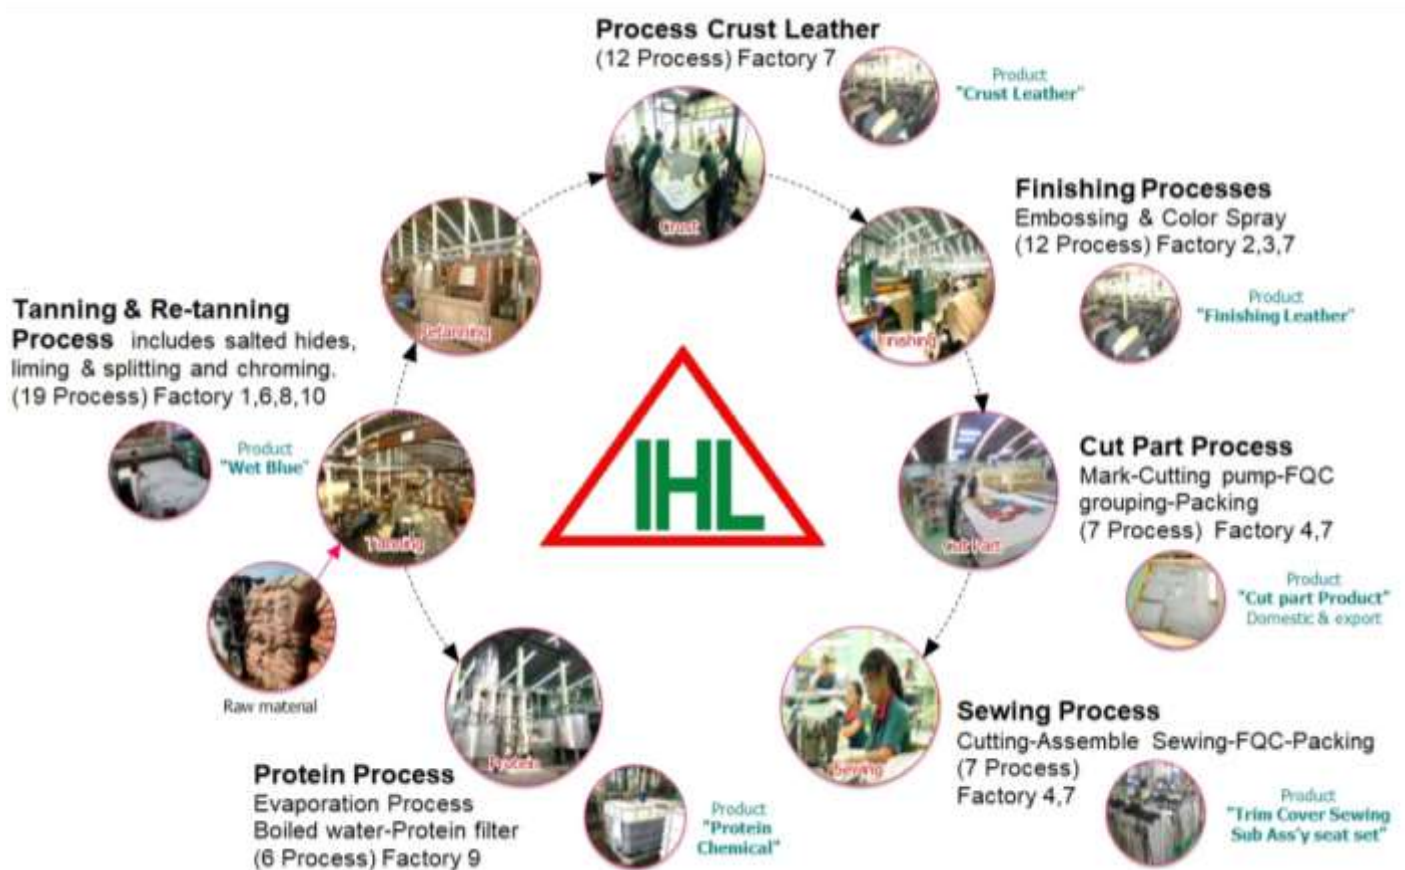 Process Crust Leather
(12 Process) Factory 7
Product
"Crust Leather"
Crust
Finishing Processes
Embossing & Color Spray
(12 Process) Factory 2,3,7
Product
"Finishing Leather"
Finishing
Retanning
Tanning & Re-tanning
Process includes salted hides,
liming & splitting and chroming.
(19 Process) Factory 1,6,8,10
Product
"Wet Blue"
Tanning
IHL
Cut Part Process
Mark-Cutting pump-FQC
grouping-Packing
(7 Process) Factory 4,7
Cut Part
Product
"Cut part Product"
Domestic & export
Raw material
Protein Process
Evaporation Process
Boiled water-Protein filter
(6 Process) Factory 9
Protein
Product
"Protein
Chemical"
Sewing
Sewing Process
Cutting-Assemble Sewing-FQC-Packing
(7 Process)
Factory 4,7
Product
"Trim Cover Sewing
Sub Ass'y seat set"